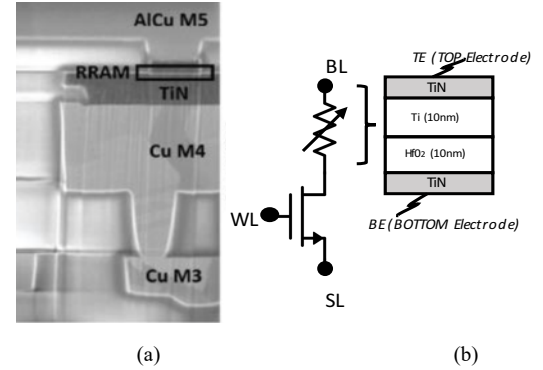 AlCu M5
RRAM
TiN
Cu M4
Cu M3
(a)
BL
WL
SL
TE (TOP Electrode)
TiN
Ti (10nm)
HfO₂ (10nm)
TiN
BE (BOTTOM Electrode)
(b)